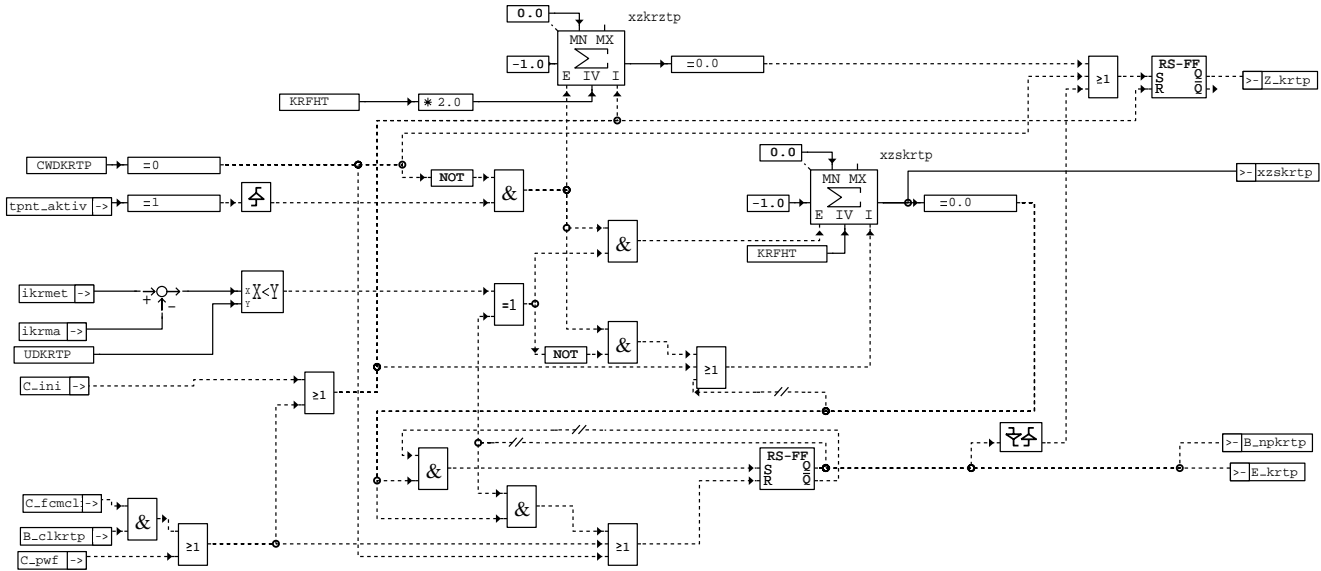 0.0
xzkrztp
MN MX
-1.0
=0.0
E IV I
KRFHT
* 2.0
≥1
RS-FF
S Q
R Q
>- Z_krtp
CWDKRTP
=0
NOT
&
0.0
xzskrtp
MN MX
>- xzskrtp
tpnt_aktiv ->
=1
-1.0
=0.0
E IV I
&
KRFHT
ikrmet ->
+
−
X
Y
X<Y
=1
ikrma ->
UDKRTP
NOT
&
≥1
C_ini ->
≥1
//
//
//
>- B_npkrtp
&
RS-FF
S Q
R Q
>- E_krtp
C_fcmcl ->
&
&
B_clkrtp ->
≥1
≥1
C_pwf ->